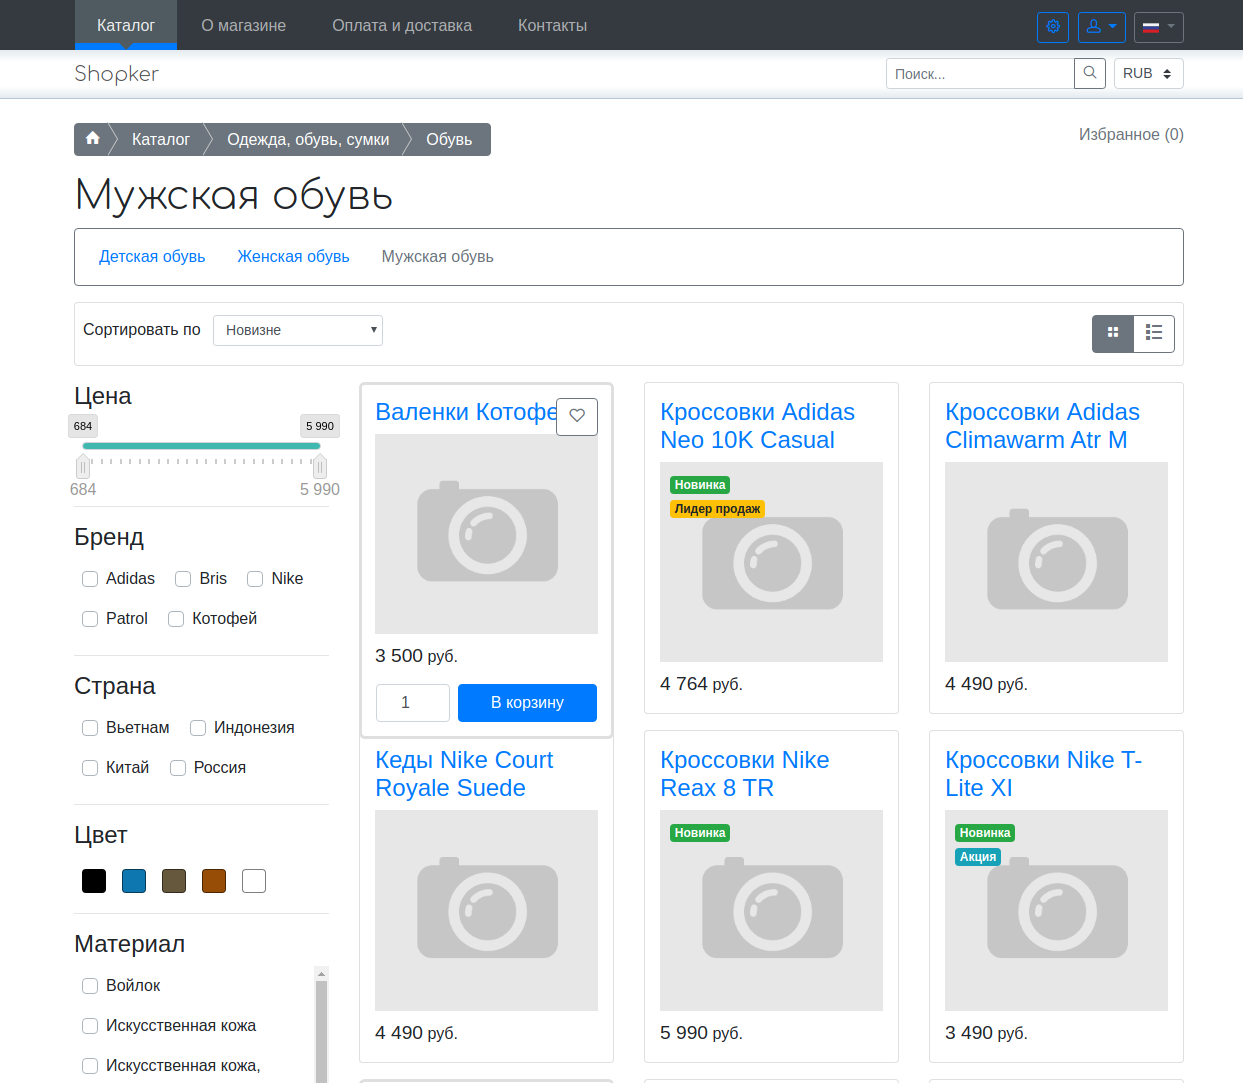 Каталог О магазине Оплата и доставка Контакты
Shopker Поиск... RUB
Каталог Одежда, обувь, сумки Обувь Избранное (0)
Мужская обувь
Детская обувь Женская обувь Мужская обувь
Сортировать по Новизне
Цена
684 5 990
684 5 990
Бренд
Adidas Bris Nike
Patrol Котофей
Страна
Вьетнам Индонезия
Китай Россия
Цвет
Материал
Войлок
Искусственная кожа
Искусственная кожа,
Валенки Котофе
3 500 руб.
1 В корзину
Кроссовки Adidas
Neo 10K Casual
Новинка
Лидер продаж
4 764 руб.
Кроссовки Adidas
Climawarm Atr M
4 490 руб.
Кеды Nike Court
Royale Suede
4 490 руб.
Кроссовки Nike
Reax 8 TR
Новинка
5 990 руб.
Кроссовки Nike T-
Lite XI
Новинка
Акция
3 490 руб.